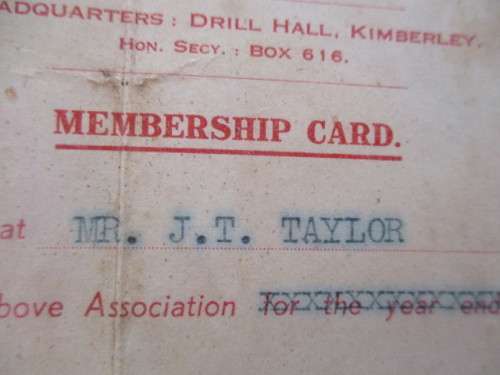 ADQUARTERS: DRILL HALL, KIMBERLEY.
HON. SECY.: BOX 616.
MEMBERSHIP CARD.
at MR. J.T. TAYLOR
bove Association for the year end